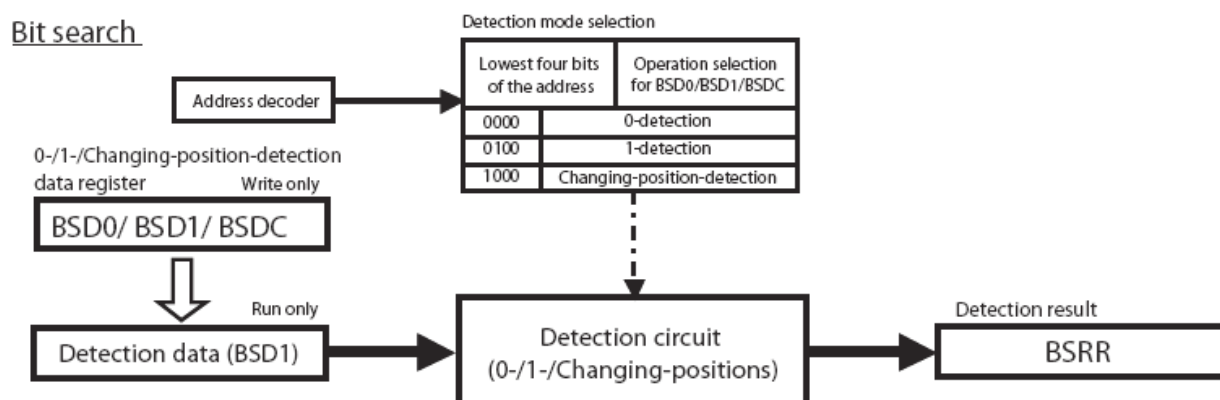 Bit search
Detection mode selection
Address decoder
Lowest four bits
of the address
Operation selection
for BSD0/BSD1/BSDC
0000
0-detection
0100
1-detection
1000
Changing-position-detection
0-/1-/Changing-position-detection
data register
Write only
BSD0/ BSD1/ BSDC
Run only
Detection data (BSD1)
Detection circuit
(0-/1-/Changing-positions)
Detection result
BSRR